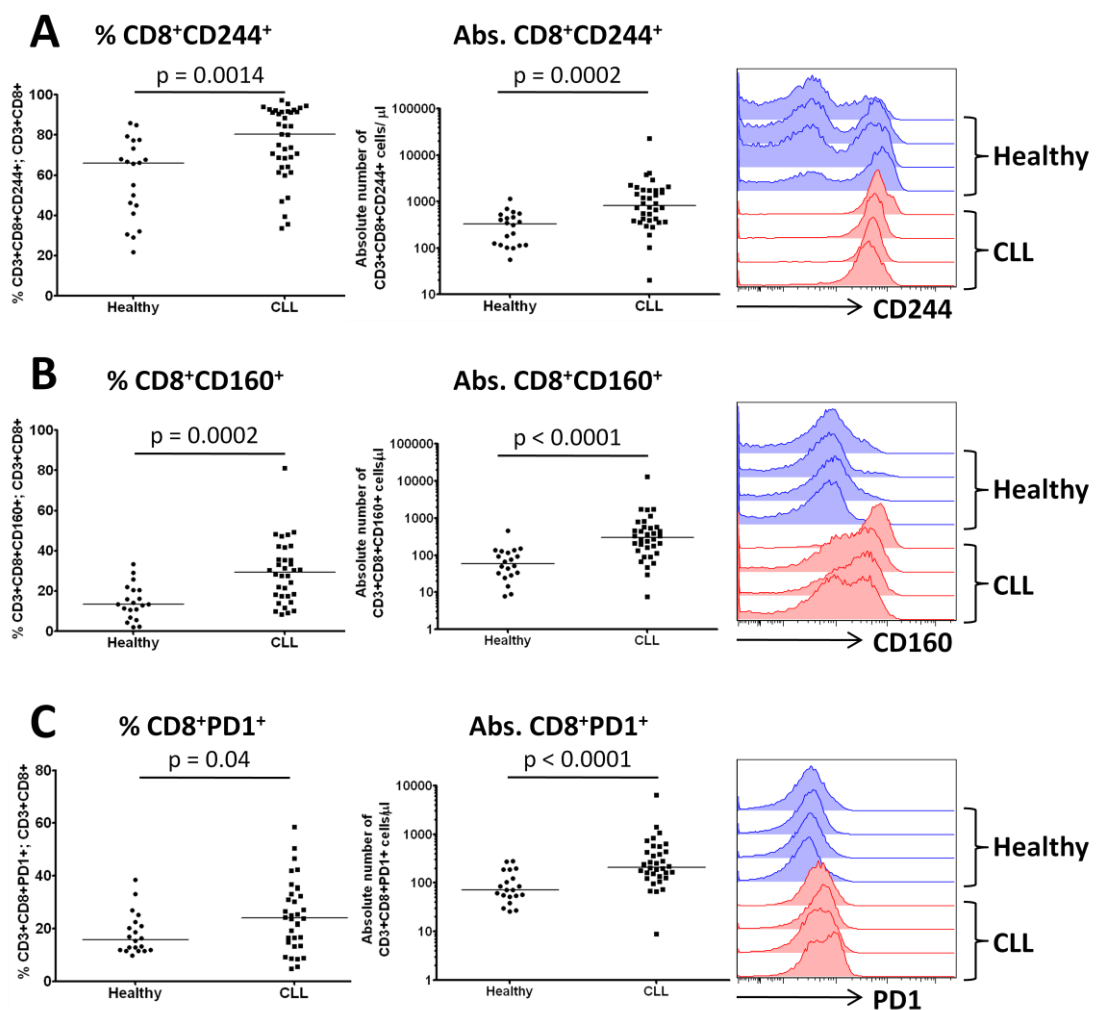 A
% CD8+CD244+
p = 0.0014
% CD3+CD8+CD244+; CD3+CD8+
100
80
60
40
20
0
Healthy
CLL
Abs. CD8+CD244+
p = 0.0002
Absolute number of
CD3+CD8+CD244+ cells/ µl
100000
10000
1000
100
10
Healthy
CLL
Healthy
CLL
CD244
B
% CD8+CD160+
p = 0.0002
% CD3+CD8+CD160+; CD3+CD8+
100
80
60
40
20
0
Healthy
CLL
Abs. CD8+CD160+
p < 0.0001
Absolute number of
CD3+CD8+CD160+ cells/µl
100000
10000
1000
100
10
1
Healthy
CLL
Healthy
CLL
CD160
C
% CD8+PD1+
p = 0.04
% CD3+CD8+PD1+; CD3+CD8+
80
60
40
20
0
Healthy
CLL
Abs. CD8+PD1+
p < 0.0001
Absolute number of
CD3+CD8+PD1+ cells/µl
10000
1000
100
10
1
Healthy
CLL
Healthy
CLL
PD1